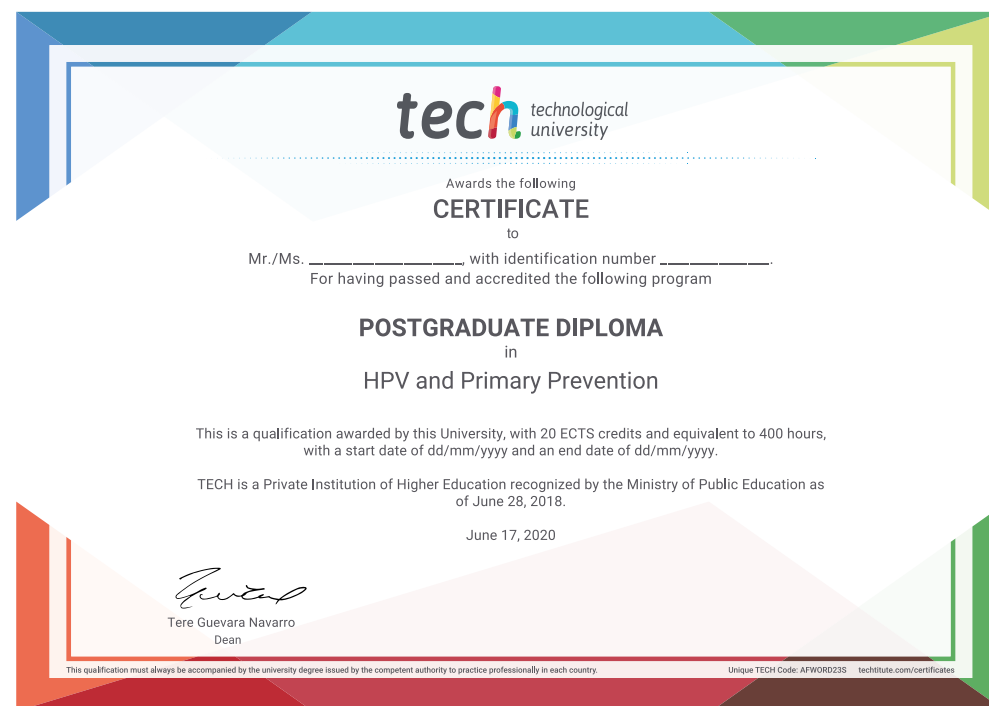 tech technological
university
Awards the following
CERTIFICATE
to
Mr./Ms. ____________________, with identification number ______________.
For having passed and accredited the following program
POSTGRADUATE DIPLOMA
in
HPV and Primary Prevention
This is a qualification awarded by this University, with 20 ECTS credits and equivalent to 400 hours,
with a start date of dd/mm/yyyy and an end date of dd/mm/yyyy.
TECH is a Private Institution of Higher Education recognized by the Ministry of Public Education as
of June 28, 2018.
June 17, 2020
Tere Guevara Navarro
Dean
This qualification must always be accompanied by the university degree issued by the competent authority to practice professionally in each country.
Unique TECH Code: AFWORD23S techtitute.com/certificates